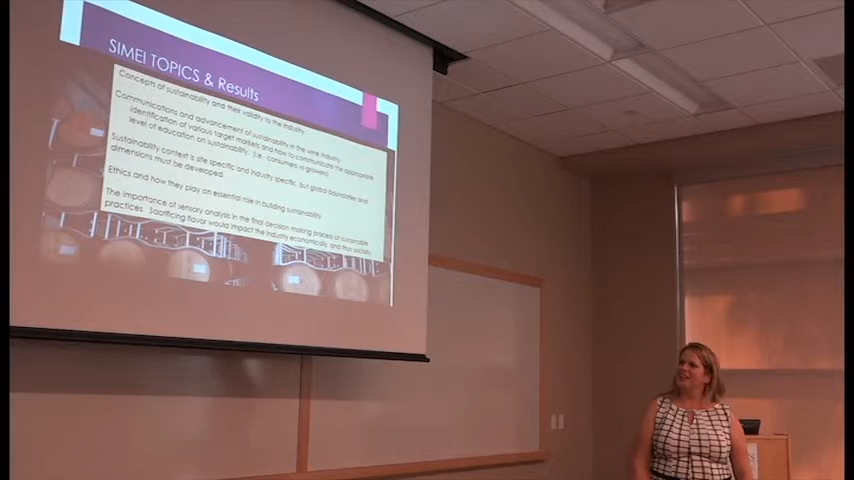 SIMEI TOPICS & Results
Concepts of sustainability and their validity to the industry
Communications and advancement of sustainability in the wine industry
identification of various target markets and how to communicate the appropriate
level of education on sustainability. (i.e.- consumers vs growers)
Sustainability context is site specific and industry specific, but global boundaries and
dimensions must be developed.
Ethics and how they play an essential role in building sustainability
The importance of sensory analysis in the final decision making process of sustainable
practices. Sacrificing flavor would impact the industry economically and thus socially